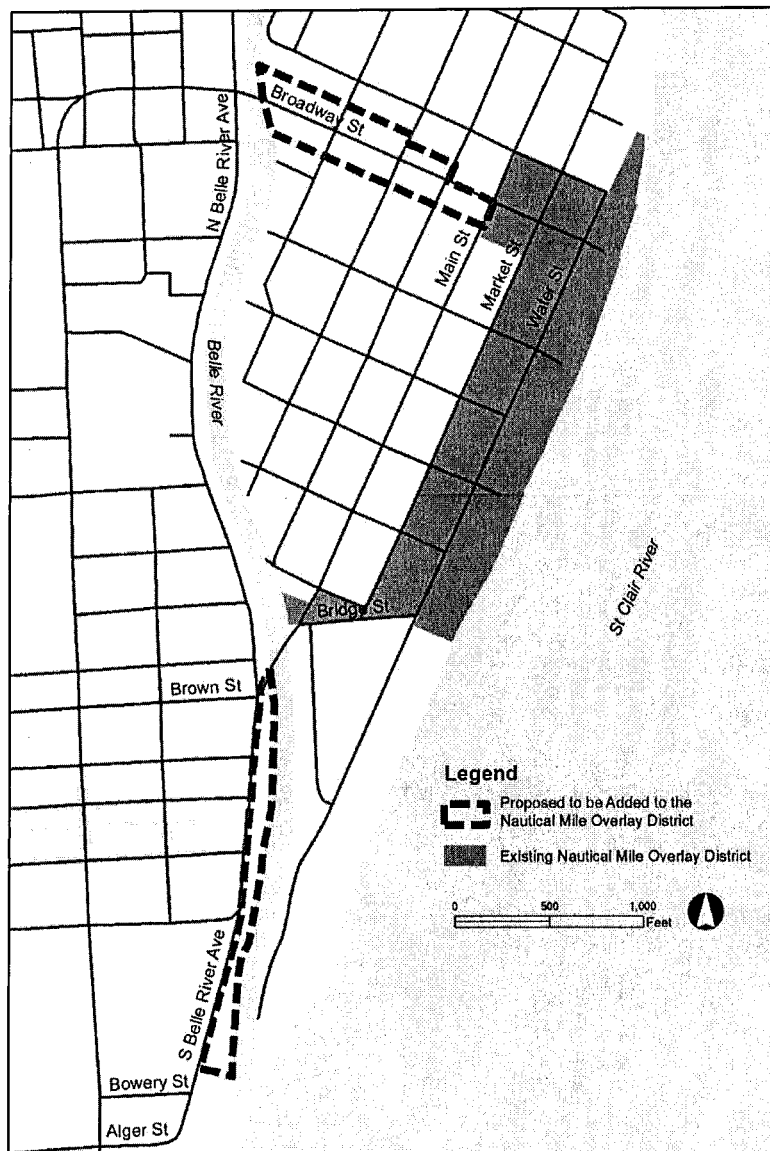 Broadway St
N Belle River Ave
Main St
Market St
Water St
Belle River
St Clair River
Bridge St
Brown St
Legend
Proposed to be Added to the
Nautical Mile Overlay District
Existing Nautical Mile Overlay District
0 500 1,000
Feet
S Belle River Ave
Bowery St
Alger St